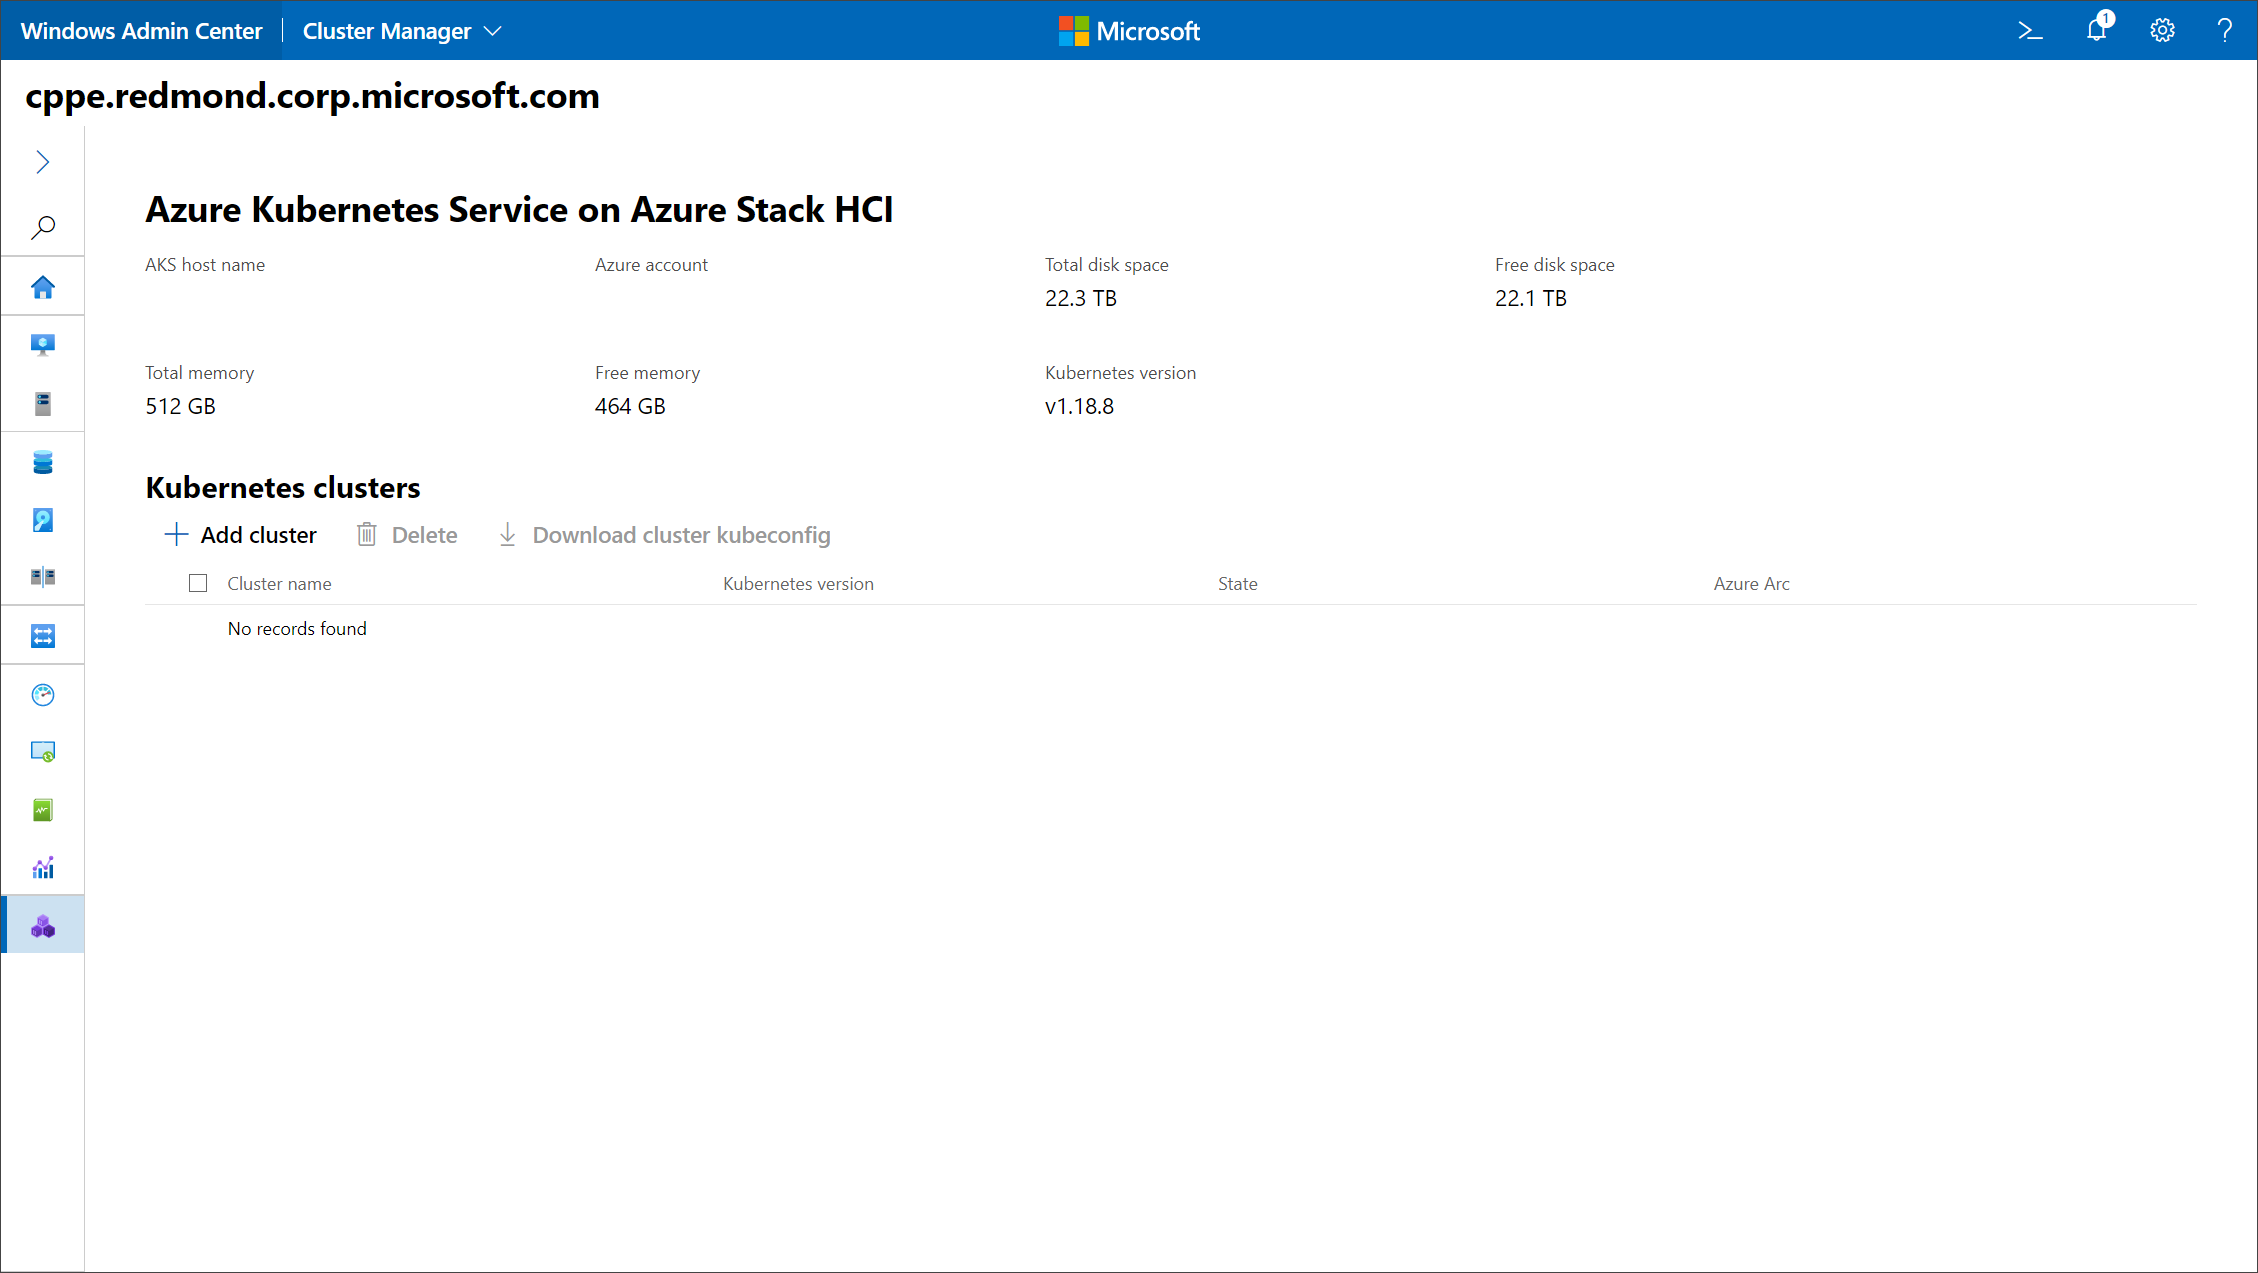 Windows Admin Center Cluster Manager Microsoft 1 ?
cppe.redmond.corp.microsoft.com
Azure Kubernetes Service on Azure Stack HCI
AKS host name Azure account Total disk space Free disk space
22.3 TB 22.1 TB
Total memory Free memory Kubernetes version
512 GB 464 GB v1.18.8
Kubernetes clusters
Add cluster Delete Download cluster kubeconfig
Cluster name Kubernetes version State Azure Arc
No records found